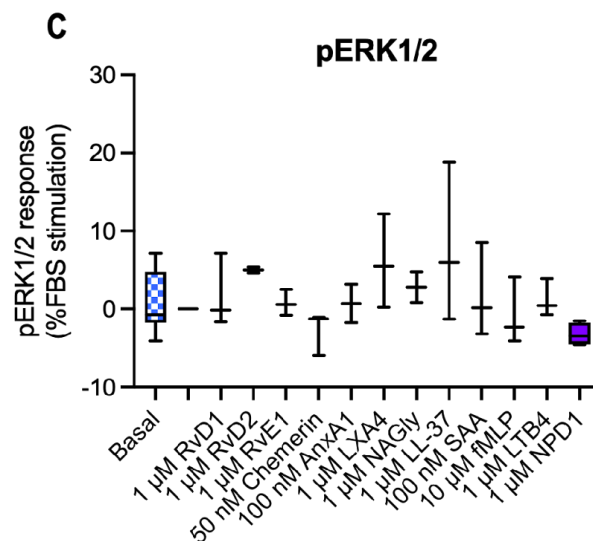 C
pERK1/2
pERK1/2 response
(%FBS stimulation)
30
20
10
0
-10
Basal
1 µM RvD1
1 µM RvD2
1 µM RvE1
50 nM Chemerin
100 nM AnxA1
1 µM LXA4
1 µM NAGly
1 µM LL-37
100 nM SAA
10 µM fMLP
1 µM LTB4
1 µM NPD1